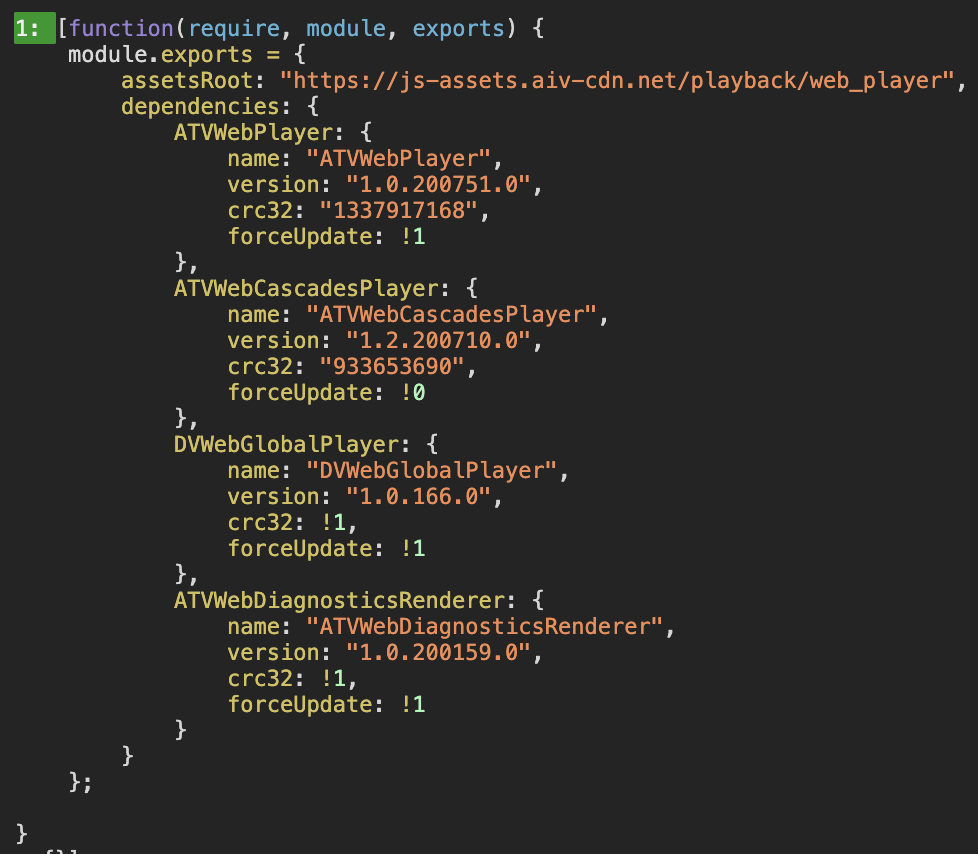 1: [function(require, module, exports) {
    module.exports = {
        assetsRoot: "https://js-assets.aiv-cdn.net/playback/web_player",
        dependencies: {
            ATVWebPlayer: {
                name: "ATVWebPlayer",
                version: "1.0.200751.0",
                crc32: "1337917168",
                forceUpdate: !1
            },
            ATVWebCascadesPlayer: {
                name: "ATVWebCascadesPlayer",
                version: "1.2.200710.0",
                crc32: "933653690",
                forceUpdate: !0
            },
            DVWebGlobalPlayer: {
                name: "DVWebGlobalPlayer",
                version: "1.0.166.0",
                crc32: !1,
                forceUpdate: !1
            },
            ATVWebDiagnosticsRenderer: {
                name: "ATVWebDiagnosticsRenderer",
                version: "1.0.200159.0",
                crc32: !1,
                forceUpdate: !1
            }
        }
    };
}